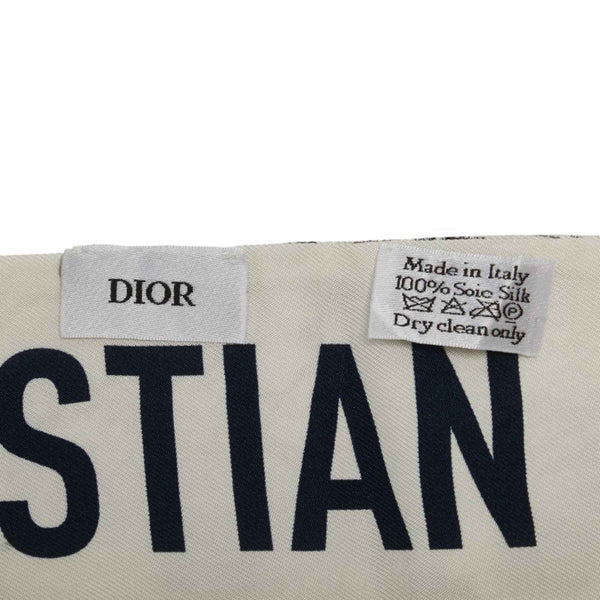 DIOR
Made in Italy
100% Soie Silk
Dry clean only
STIAN